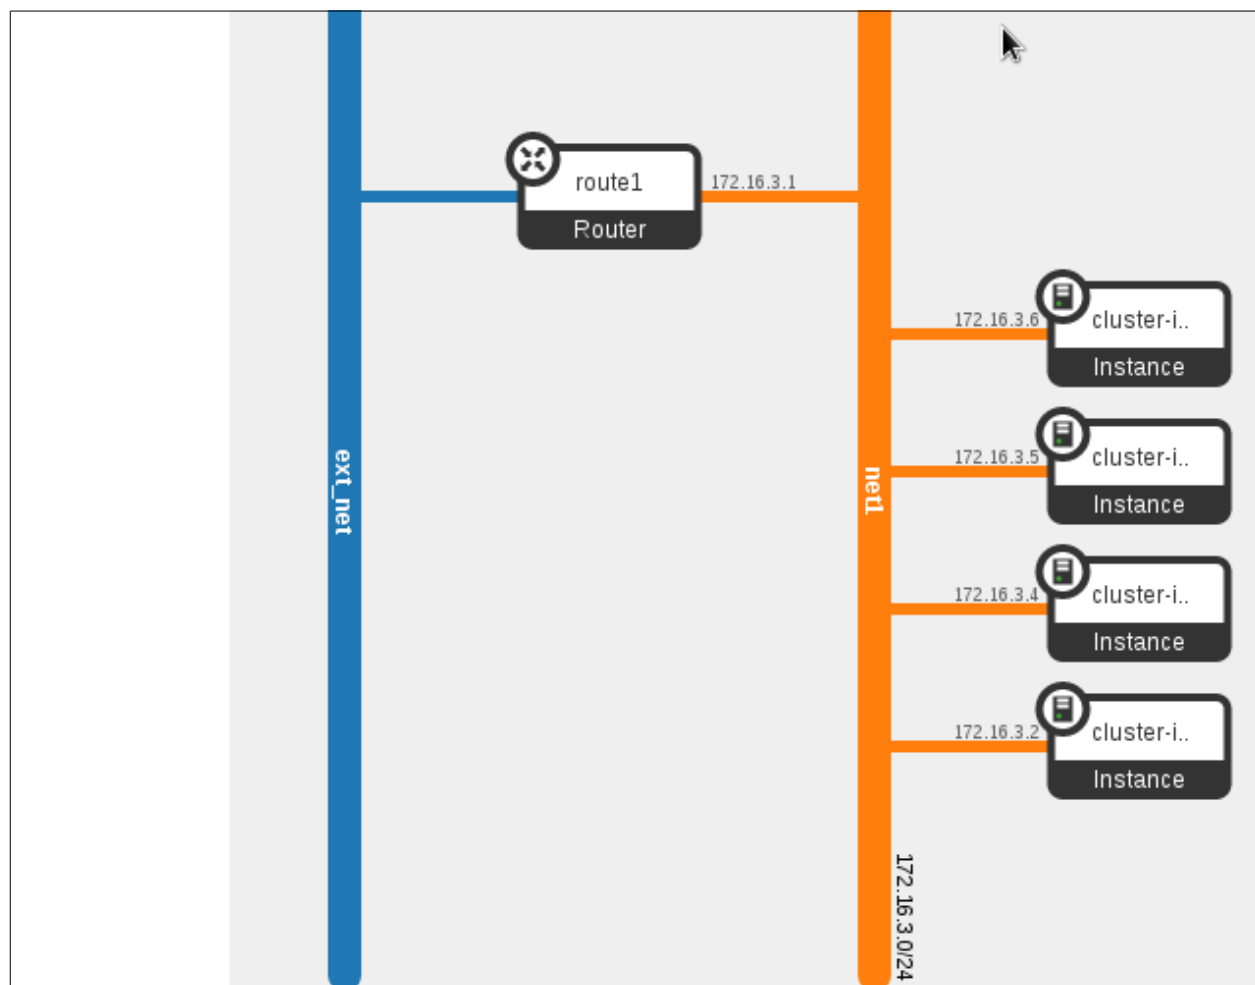 route1
Router
172.16.3.1
172.16.3.6
cluster-i..
Instance
172.16.3.5
cluster-i..
Instance
172.16.3.4
cluster-i..
Instance
172.16.3.2
cluster-i..
Instance
ext_net
net1
172.16.3.0/24